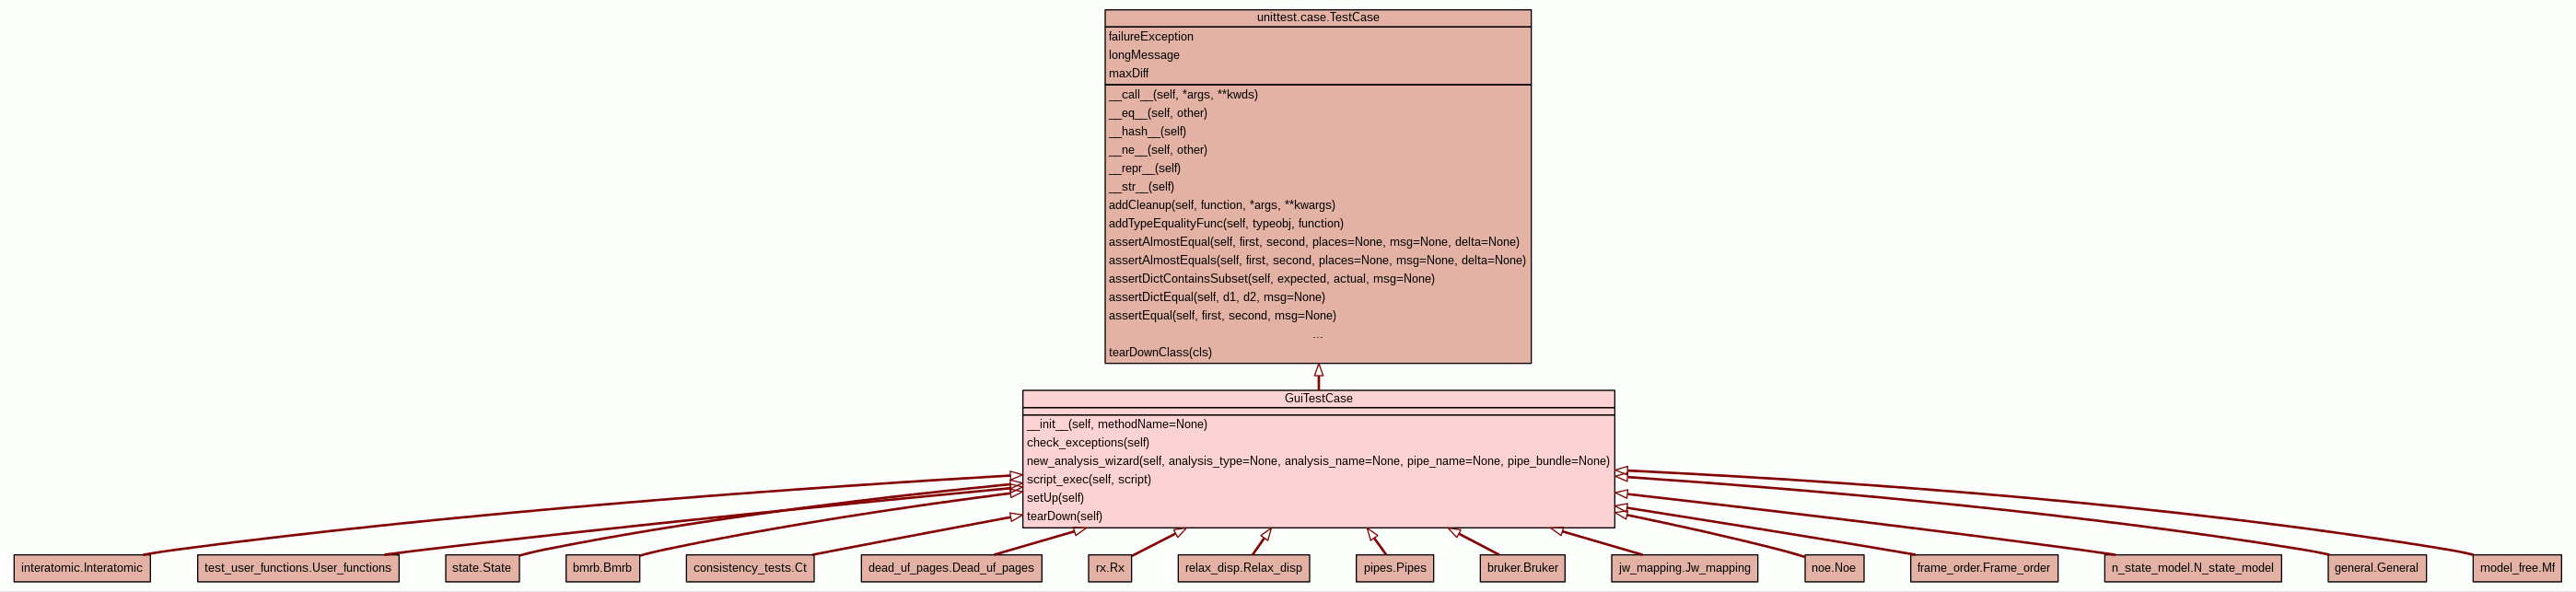 unittest.case.TestCase
failureException
longMessage
maxDiff
__call__(self, *args, **kwds)
__eq__(self, other)
__hash__(self)
__ne__(self, other)
__repr__(self)
__str__(self)
addCleanup(self, function, *args, **kwargs)
addTypeEqualityFunc(self, typeobj, function)
assertAlmostEqual(self, first, second, places=None, msg=None, delta=None)
assertAlmostEquals(self, first, second, places=None, msg=None, delta=None)
assertDictContainsSubset(self, expected, actual, msg=None)
assertDictEqual(self, d1, d2, msg=None)
assertEqual(self, first, second, msg=None)
...
tearDownClass(cls)
GuiTestCase
__init__(self, methodName=None)
check_exceptions(self)
new_analysis_wizard(self, analysis_type=None, analysis_name=None, pipe_name=None, pipe_bundle=None)
script_exec(self, script)
setUp(self)
tearDown(self)
interatomic.Interatomic
test_user_functions.User_functions
state.State
bmrb.Bmrb
consistency_tests.Ct
dead_uf_pages.Dead_uf_pages
rx.Rx
relax_disp.Relax_disp
pipes.Pipes
bruker.Bruker
jw_mapping.Jw_mapping
noe.Noe
frame_order.Frame_order
n_state_model.N_state_model
general.General
model_free.Mf